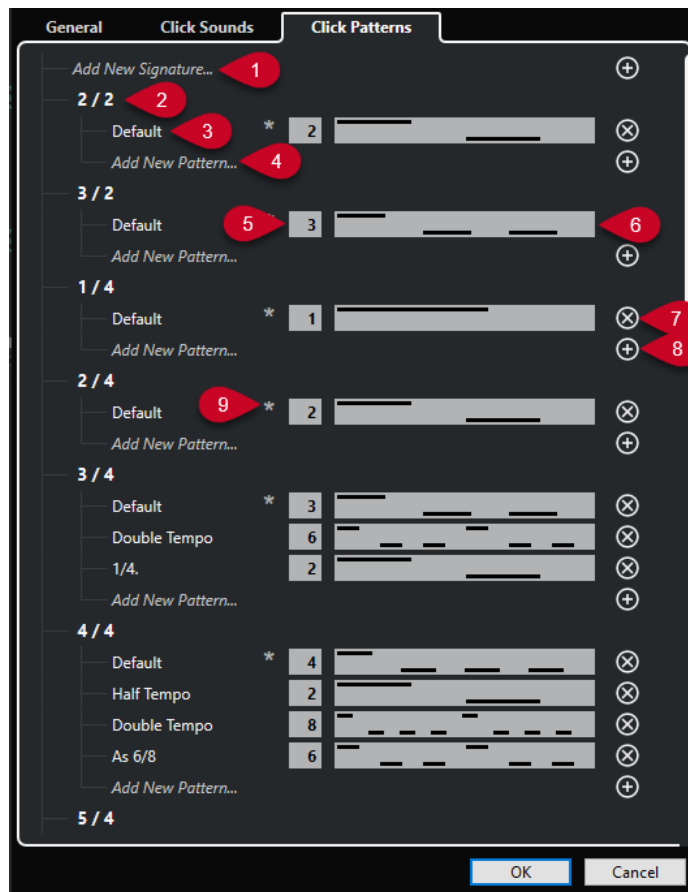 General Click Sounds Click Patterns
Add New Signature... 1
2 / 2 2
Default 3 * 2
Add New Pattern... 4
3 / 2
Default 5 3 6
Add New Pattern...
1 / 4
Default * 1 7
Add New Pattern... 8
2 / 4
Default 9 * 2
Add New Pattern...
3 / 4
Default * 3
Double Tempo 6
1/4. 2
Add New Pattern...
4 / 4
Default * 4
Half Tempo 2
Double Tempo 8
As 6/8 6
Add New Pattern...
5 / 4
OK Cancel